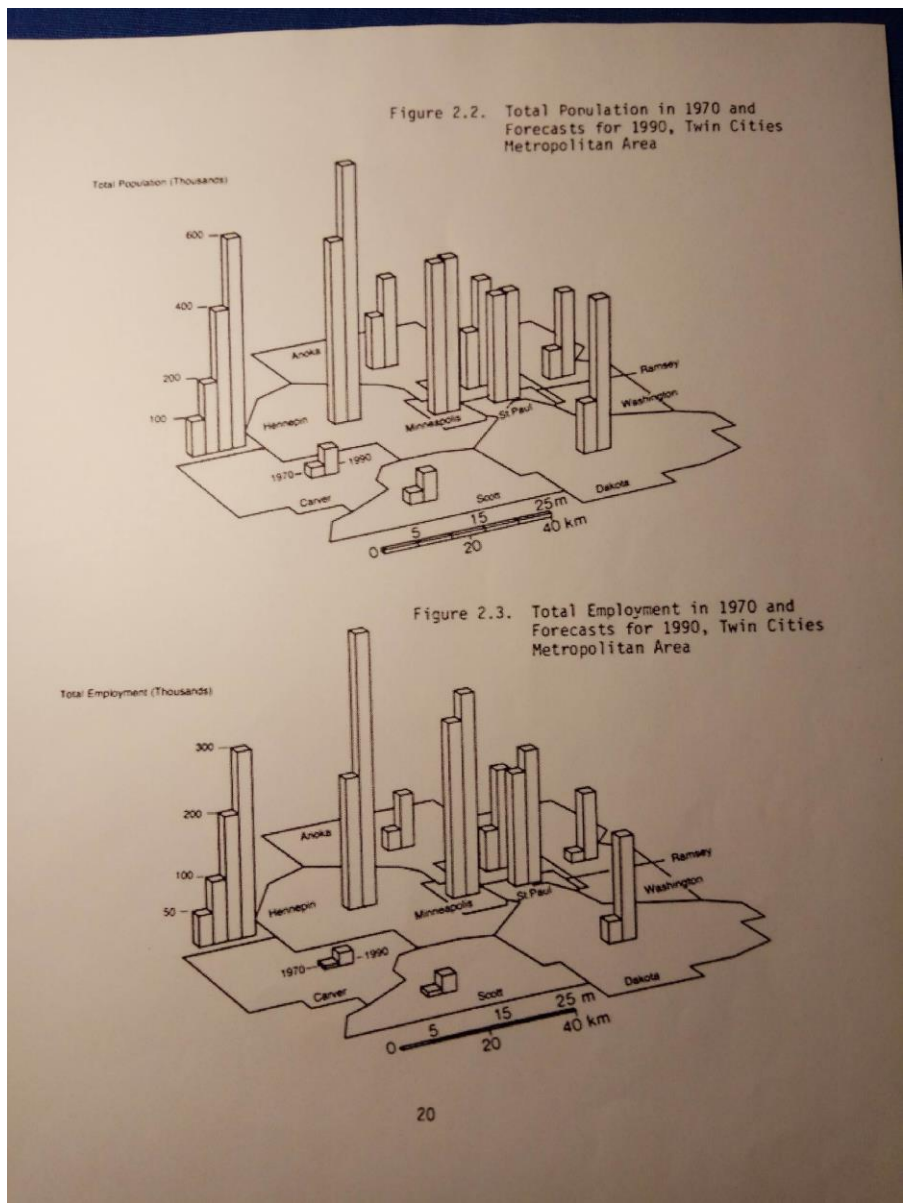 Figure 2.2. Total Population in 1970 and
Forecasts for 1990, Twin Cities
Metropolitan Area
Total Population (Thousands)
600
400
200
100
Anoka
Hennepin
Minneapolis
St.Paul
Ramsey
Washington
1970
1990
Carver
Scott
Dakota
0 5 15 25 m
20 40 km
Figure 2.3. Total Employment in 1970 and
Forecasts for 1990, Twin Cities
Metropolitan Area
Total Employment (Thousands)
300
200
100
50
Anoka
Hennepin
Minneapolis
St.Paul
Ramsey
Washington
1970
1990
Carver
Scott
Dakota
0 5 15 25 m
20 40 km
20